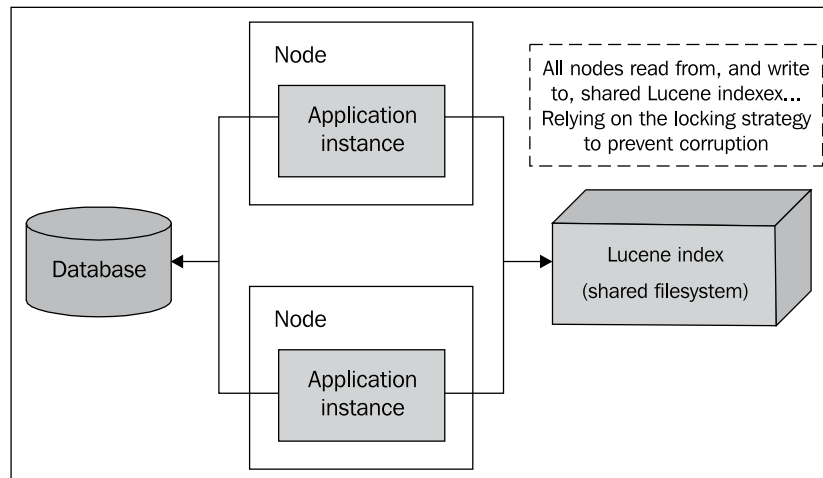 Node
Application
instance
All nodes read from, and write
to, shared Lucene indexex...
Relying on the locking strategy
to prevent corruption
Database
Lucene index
(shared filesystem)
Node
Application
instance